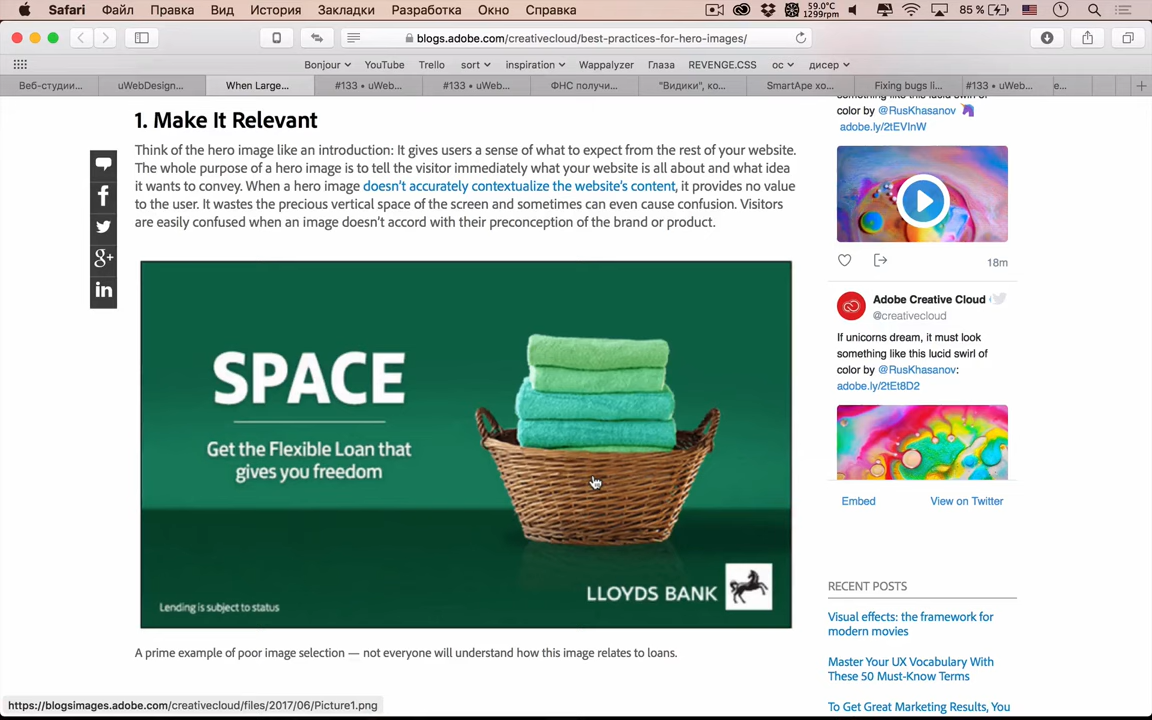 Safari Файл Правка Вид История Закладки Разработка Окно Справка 59.0°C 1299rpm 85 %
blogs.adobe.com/creativecloud/best-practices-for-hero-images/
Bonjour YouTube Trello sort inspiration Wappalyzer Глаза REVENGE.CSS ос дисер
Веб-студии... uWebDesign... When Large... #133 • uWeb... #133 • uWeb... ФНС получи... "Видики", ко... SmartApe хо... Fixing bugs li... #133 • uWeb... е...
1. Make It Relevant
Think of the hero image like an introduction: It gives users a sense of what to expect from the rest of your website.
The whole purpose of a hero image is to tell the visitor immediately what your website is all about and what idea
it wants to convey. When a hero image doesn't accurately contextualize the website's content, it provides no value
to the user. It wastes the precious vertical space of the screen and sometimes can even cause confusion. Visitors
are easily confused when an image doesn't accord with their preconception of the brand or product.
SPACE
Get the Flexible Loan that
gives you freedom
LLOYDS BANK
Lending is subject to status
A prime example of poor image selection — not everyone will understand how this image relates to loans.
something like this lucid swirl of
color by @RusKhasanov
adobe.ly/2tEVInW
18m
Adobe Creative Cloud
@creativecloud
If unicorns dream, it must look
something like this lucid swirl of
color by @RusKhasanov:
adobe.ly/2tEt8D2
Embed View on Twitter
RECENT POSTS
Visual effects: the framework for
modern movies
Master Your UX Vocabulary With
These 50 Must-Know Terms
To Get Great Marketing Results, You
https://blogsimages.adobe.com/creativecloud/files/2017/06/Picture1.png